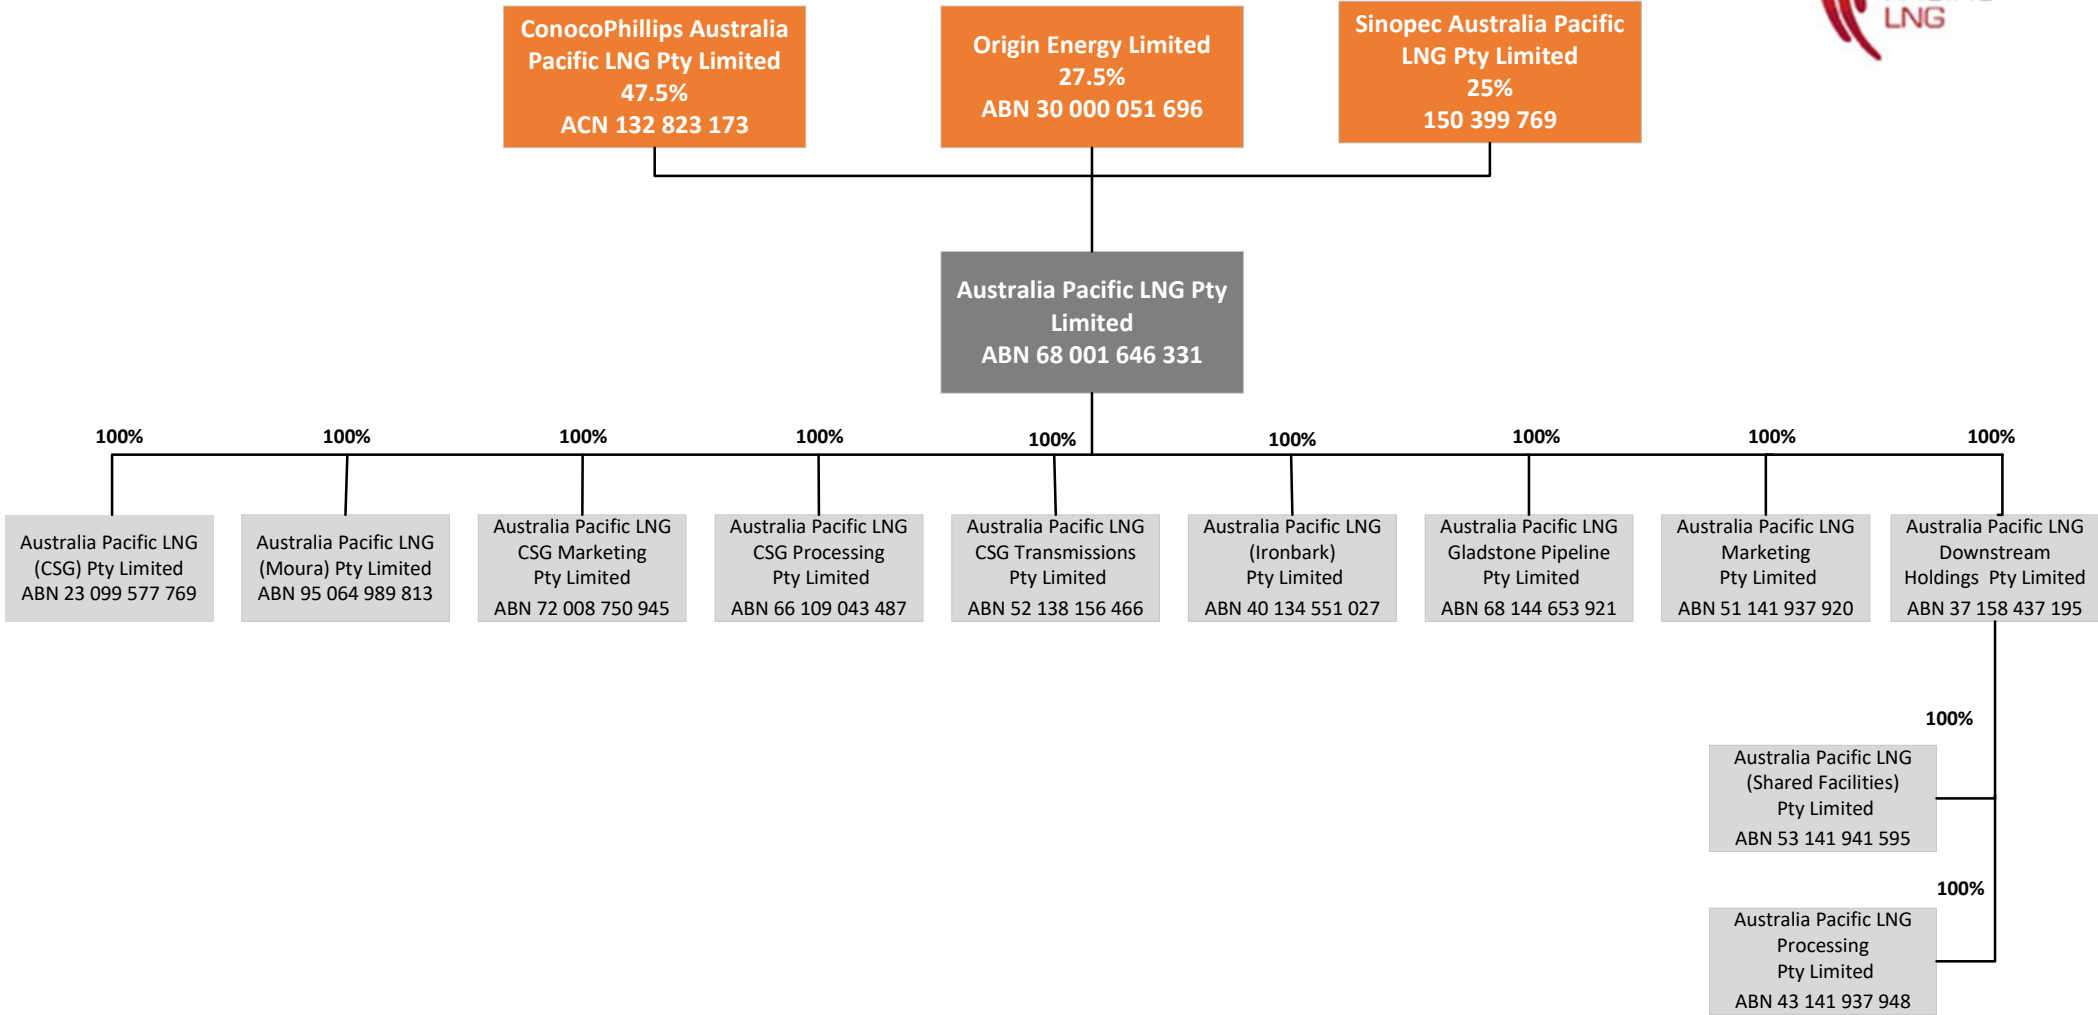 LNG
ConocoPhillips Australia
Pacific LNG Pty Limited
47.5%
ACN 132 823 173
Origin Energy Limited
27.5%
ABN 30 000 051 696
Sinopec Australia Pacific
LNG Pty Limited
25%
150 399 769
Australia Pacific LNG Pty
Limited
ABN 68 001 646 331
100%
100%
100%
100%
100%
100%
100%
100%
100%
Australia Pacific LNG
(CSG) Pty Limited
ABN 23 099 577 769
Australia Pacific LNG
(Moura) Pty Limited
ABN 95 064 989 813
Australia Pacific LNG
CSG Marketing
Pty Limited
ABN 72 008 750 945
Australia Pacific LNG
CSG Processing
Pty Limited
ABN 66 109 043 487
Australia Pacific LNG
CSG Transmissions
Pty Limited
ABN 52 138 156 466
Australia Pacific LNG
(Ironbark)
Pty Limited
ABN 40 134 551 027
Australia Pacific LNG
Gladstone Pipeline
Pty Limited
ABN 68 144 653 921
Australia Pacific LNG
Marketing
Pty Limited
ABN 51 141 937 920
Australia Pacific LNG
Downstream
Holdings Pty Limited
ABN 37 158 437 195
100%
Australia Pacific LNG
(Shared Facilities)
Pty Limited
ABN 53 141 941 595
100%
Australia Pacific LNG
Processing
Pty Limited
ABN 43 141 937 948